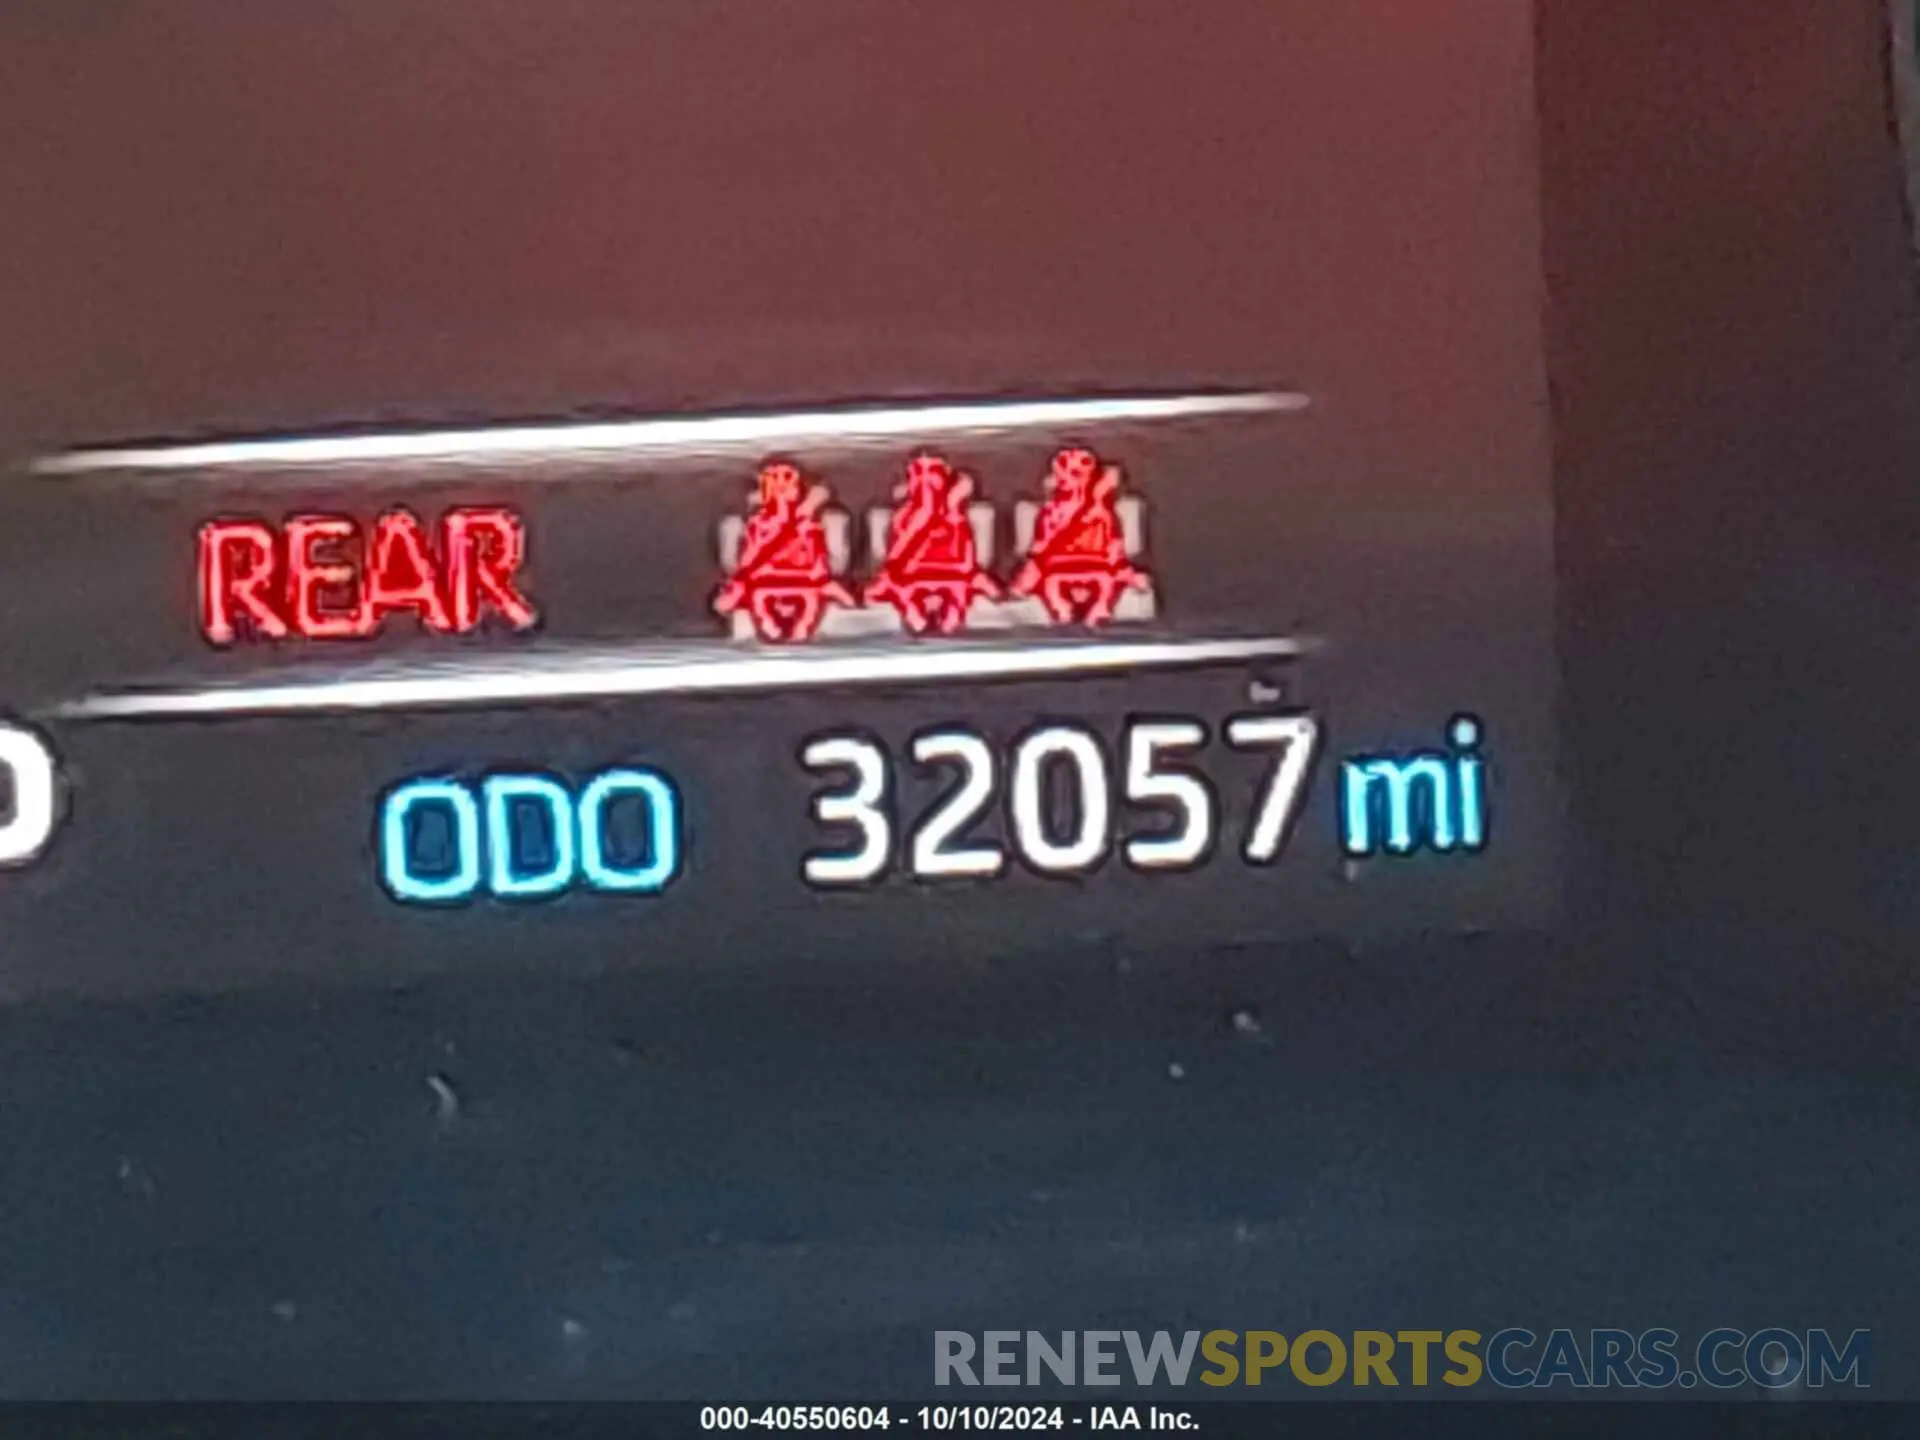 REAR
ODO 32057 mi
RENEWSPORTSCARS.COM
000-40550604 - 10/10/2024 - IAA Inc.